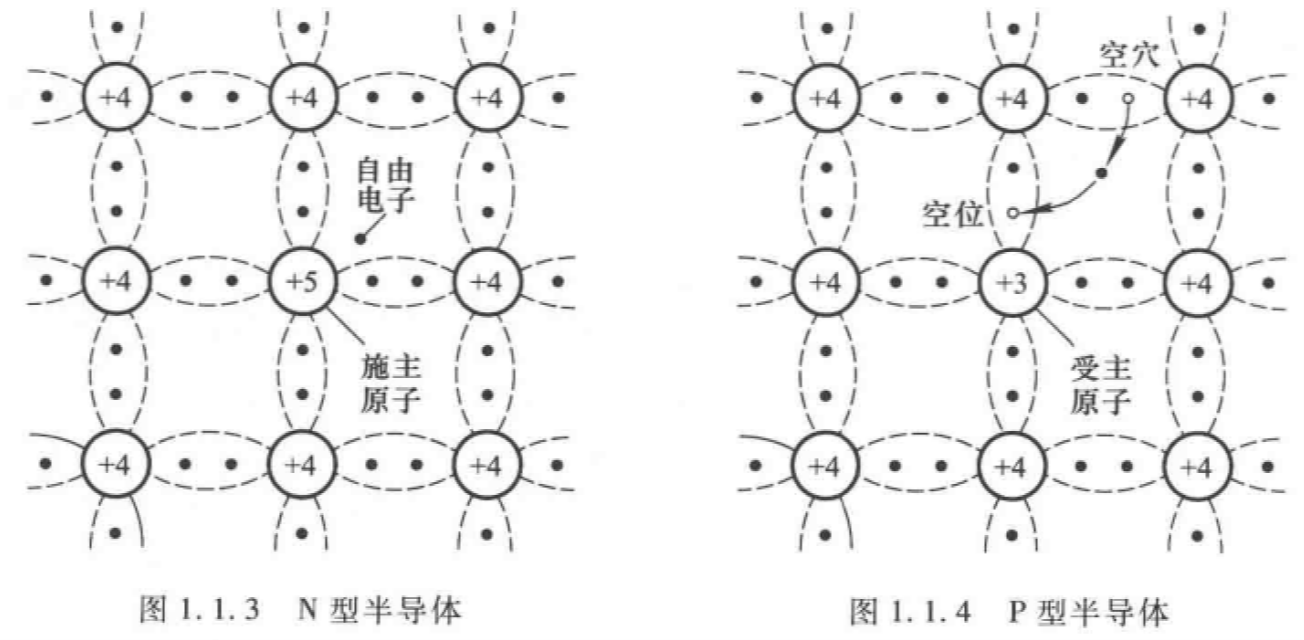 +4 +4 +4
自由
电子
+4 +5 +4
施主
原子
+4 +4 +4
图 1.1.3 N 型半导体
空穴
+4 +4 +4
空位
+4 +3 +4
受主
原子
+4 +4 +4
图 1.1.4 P 型半导体